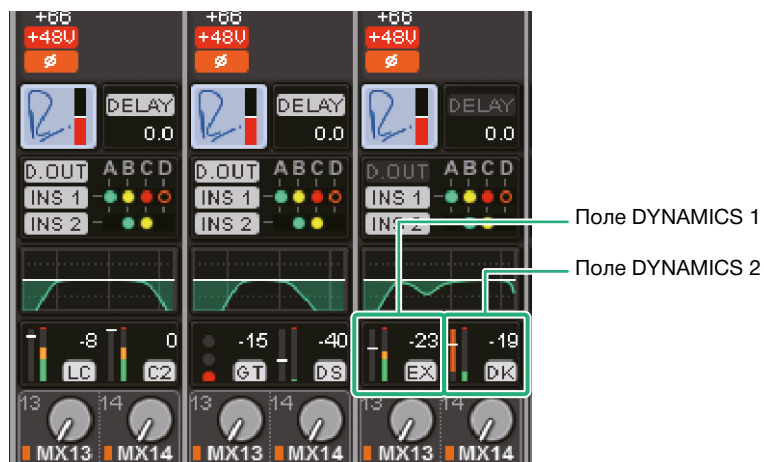 +66 +66 +66
+48V +48V +48V
ø ø ø
DELAY DELAY DELAY
0.0 0.0 0.0
D.OUT A B C D D.OUT A B C D D.OUT A B C D
INS 1 INS 1 INS 1
INS 2 INS 2 INS 2
Поле DYNAMICS 1
Поле DYNAMICS 2
-8 0 -15 -40 -23 -19
LC C2 GT DS EX DK
13 14 13 14 13 14
MX13 MX14 MX13 MX14 MX13 MX14